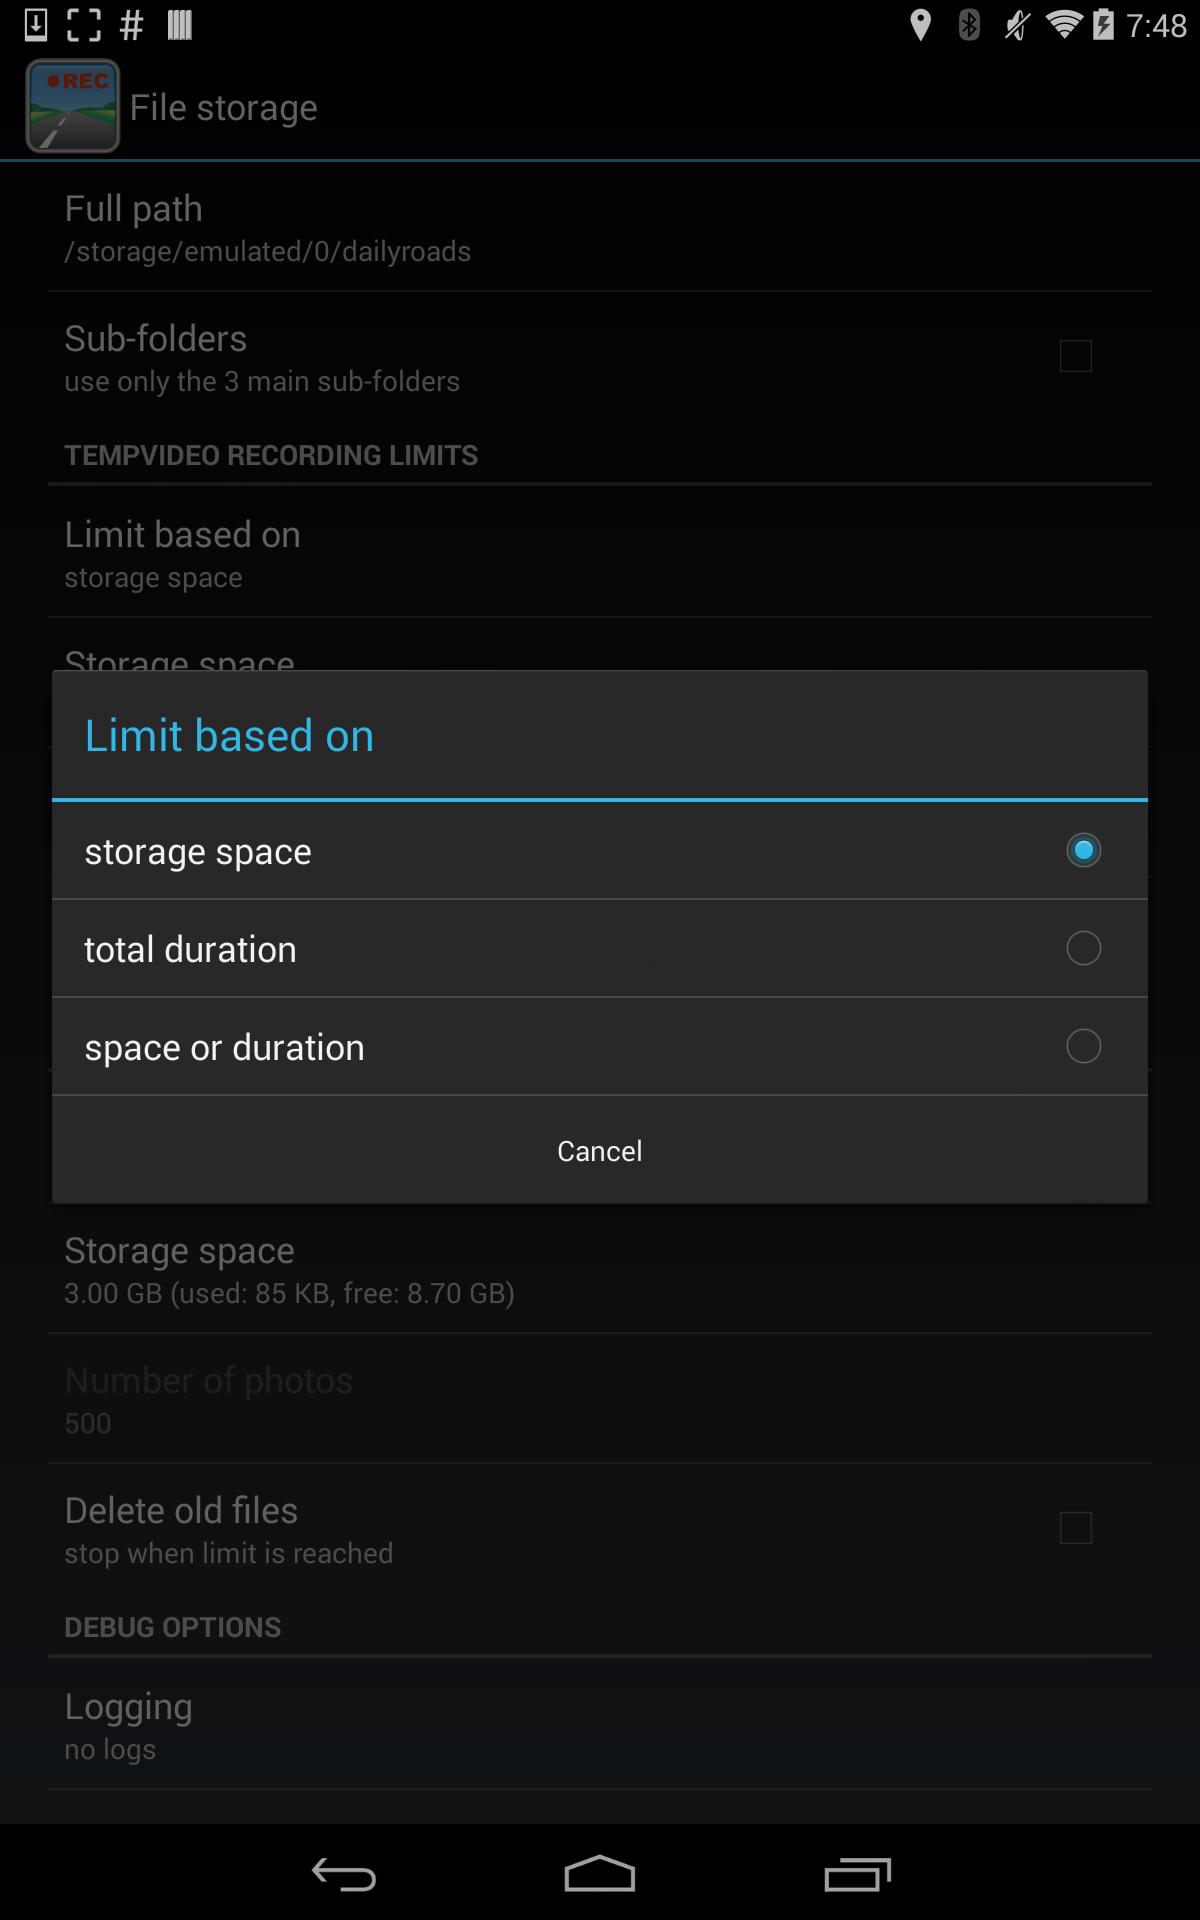 7:48
REC
File storage
Full path
/storage/emulated/0/dailyroads
Sub-folders
use only the 3 main sub-folders
TEMPVIDEO RECORDING LIMITS
Limit based on
storage space
Storage space
Limit based on
storage space
total duration
space or duration
Cancel
Storage space
3.00 GB (used: 85 KB, free: 8.70 GB)
Number of photos
500
Delete old files
stop when limit is reached
DEBUG OPTIONS
Logging
no logs